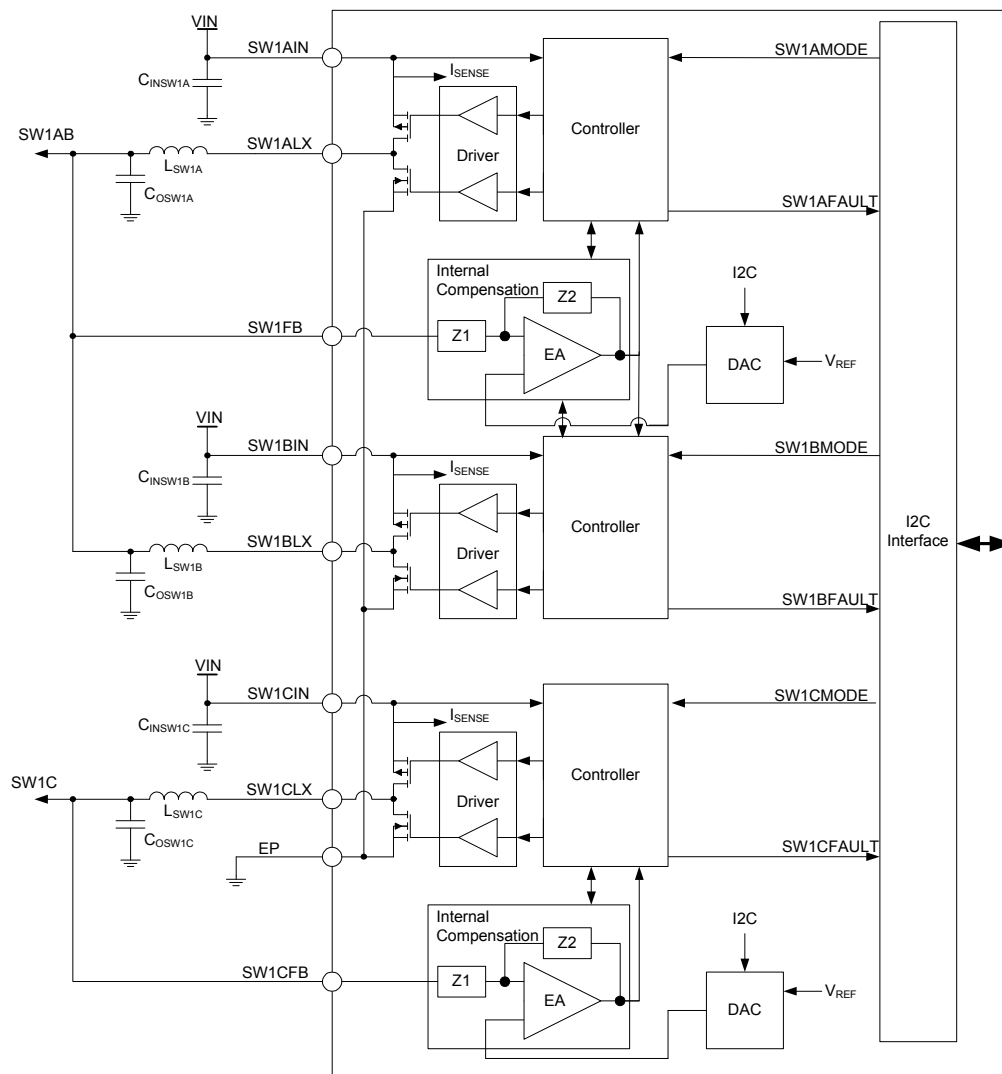 VIN
SW1AIN
SW1AMODE
ISENSE
CINSW1A
Controller
SW1AB
SW1ALX
Driver
LSW1A
COSW1A
SW1AFAULT
Internal
Compensation
I2C
Z2
SW1FB
Z1
EA
DAC
VREF
VIN
SW1BIN
SW1BMODE
ISENSE
CINSW1B
Controller
I2C
Interface
SW1BLX
Driver
LSW1B
COSW1B
SW1BFAULT
VIN
SW1CIN
SW1CMODE
ISENSE
CINSW1C
Controller
SW1C
SW1CLX
Driver
LSW1C
COSW1C
EP
SW1CFAULT
Internal
Compensation
I2C
Z2
SW1CFB
Z1
EA
DAC
VREF